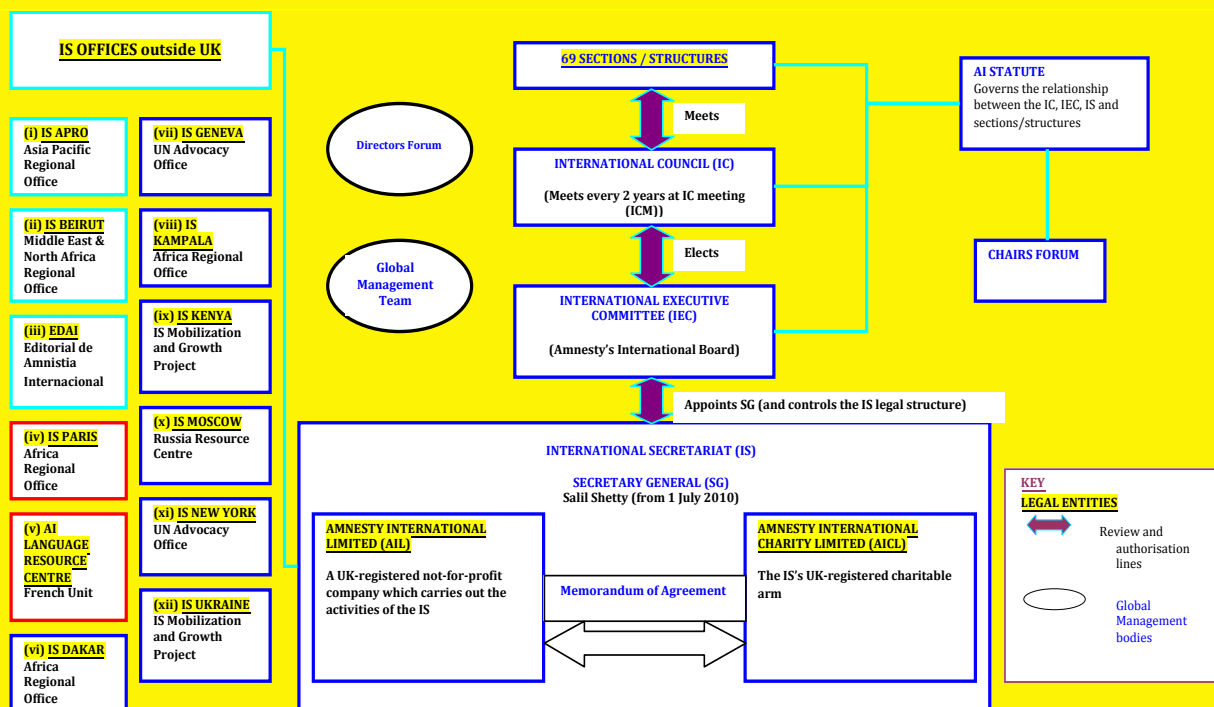 IS OFFICES outside UK
(i) IS APRO
Asia Pacific
Regional
Office
(ii) IS BEIRUT
Middle East &
North Africa
Regional
Office
(iii) EDAI
Editorial de
Amnistia
Internacional
(iv) IS PARIS
Africa
Regional
Office
(v) AI
LANGUAGE
RESOURCE
CENTRE
French Unit
(vi) IS DAKAR
Africa
Regional
Office
(vii) IS GENEVA
UN Advocacy
Office
(viii) IS
KAMPALA
Africa Regional
Office
(ix) IS KENYA
IS Mobilization
and Growth
Project
(x) IS MOSCOW
Russia Resource
Centre
(xi) IS NEW YORK
UN Advocacy
Office
(xii) IS UKRAINE
IS Mobilization
and Growth
Project
Directors Forum
Global
Management
Team
69 SECTIONS / STRUCTURES
Meets
INTERNATIONAL COUNCIL (IC)
(Meets every 2 years at IC meeting
(ICM))
Elects
INTERNATIONAL EXECUTIVE
COMMITTEE (IEC)
(Amnesty's International Board)
Appoints SG (and controls the IS legal structure)
INTERNATIONAL SECRETARIAT (IS)
SECRETARY GENERAL (SG)
Salil Shetty (from 1 July 2010)
AMNESTY INTERNATIONAL
LIMITED (AIL)
A UK-registered not-for-profit
company which carries out the
activities of the IS
Memorandum of Agreement
AMNESTY INTERNATIONAL
CHARITY LIMITED (AICL)
The IS's UK-registered charitable
arm
AI STATUTE
Governs the relationship
between the IC, IEC, IS and
sections/structures
CHAIRS FORUM
KEY
LEGAL ENTITIES
Review and
authorisation
lines
Global
Management
bodies